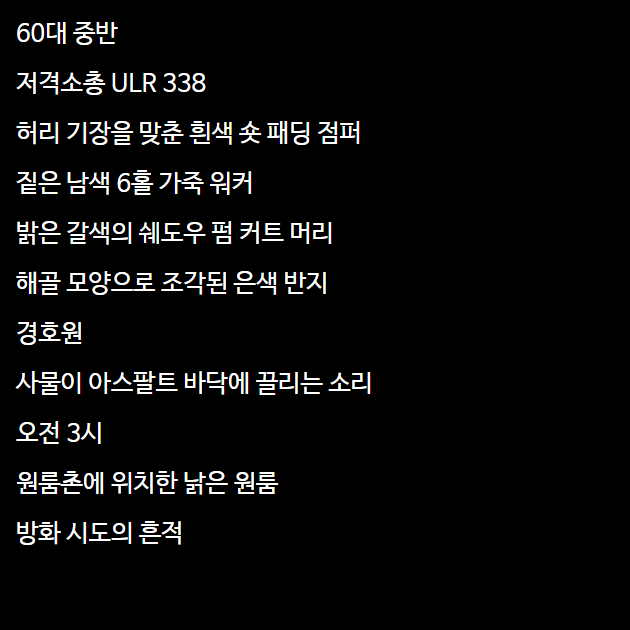 60대 중반
저격소총 ULR 338
허리 기장을 맞춘 흰색 숏 패딩 점퍼
짙은 남색 6홀 가죽 워커
밝은 갈색의 쉐도우 펌 커트 머리
해골 모양으로 조각된 은색 반지
경호원
사물이 아스팔트 바닥에 끌리는 소리
오전 3시
원룸촌에 위치한 낡은 원룸
방화 시도의 흔적